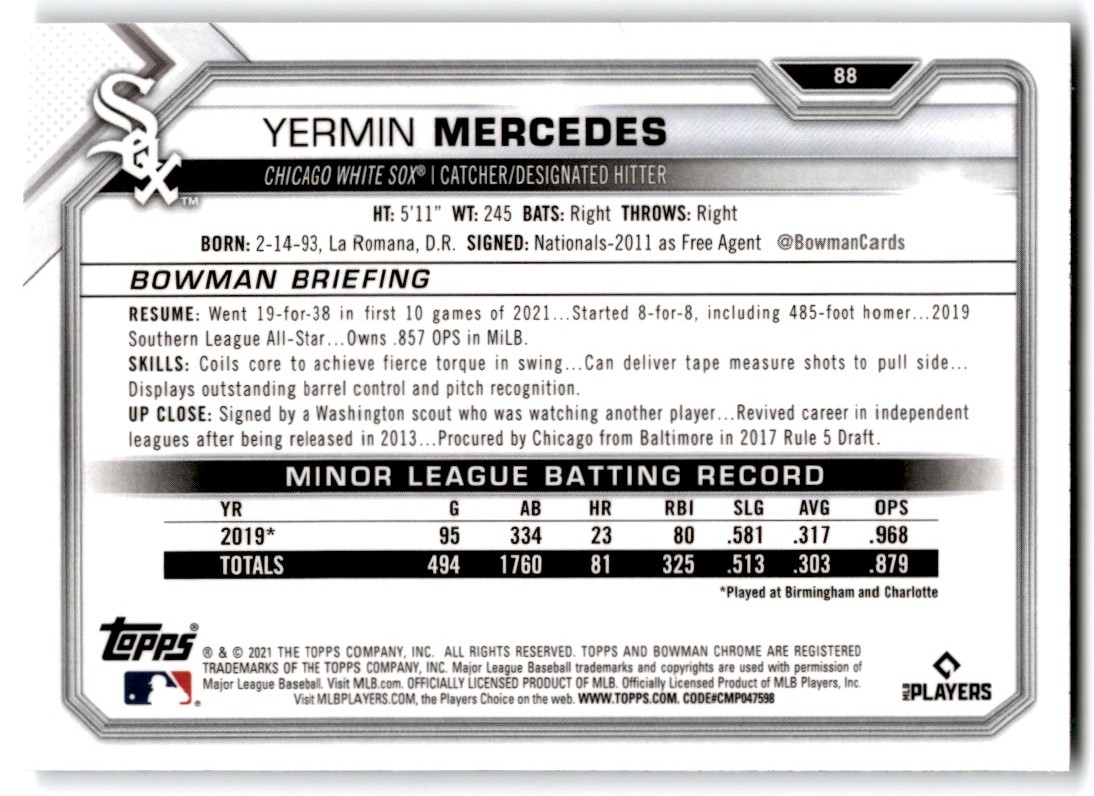 88
Sox
TM
YERMIN MERCEDES
CHICAGO WHITE SOX® | CATCHER/DESIGNATED HITTER
HT: 5'11" WT: 245 BATS: Right THROWS: Right
BORN: 2-14-93, La Romana, D.R. SIGNED: Nationals-2011 as Free Agent @BowmanCards
BOWMAN BRIEFING
RESUME: Went 19-for-38 in first 10 games of 2021...Started 8-for-8, including 485-foot homer...2019
Southern League All-Star...Owns .857 OPS in MiLB.
SKILLS: Coils core to achieve fierce torque in swing...Can deliver tape measure shots to pull side...
Displays outstanding barrel control and pitch recognition.
UP CLOSE: Signed by a Washington scout who was watching another player...Revived career in independent
leagues after being released in 2013...Procured by Chicago from Baltimore in 2017 Rule 5 Draft.
MINOR LEAGUE BATTING RECORD
YR G AB HR RBI SLG AVG OPS
2019* 95 334 23 80 .581 .317 .968
TOTALS 494 1760 81 325 .513 .303 .879
*Played at Birmingham and Charlotte
Topps®
® & © 2021 THE TOPPS COMPANY, INC. ALL RIGHTS RESERVED. TOPPS AND BOWMAN CHROME ARE REGISTERED
TRADEMARKS OF THE TOPPS COMPANY, INC. Major League Baseball trademarks and copyrights are used with permission of
Major League Baseball. Visit MLB.com. OFFICIALLY LICENSED PRODUCT OF MLB. Officially Licensed Product of MLB Players, Inc.
Visit MLBPLAYERS.COM, the Players Choice on the web. WWW.TOPPS.COM. CODE#CMP047598
MLB PLAYERS